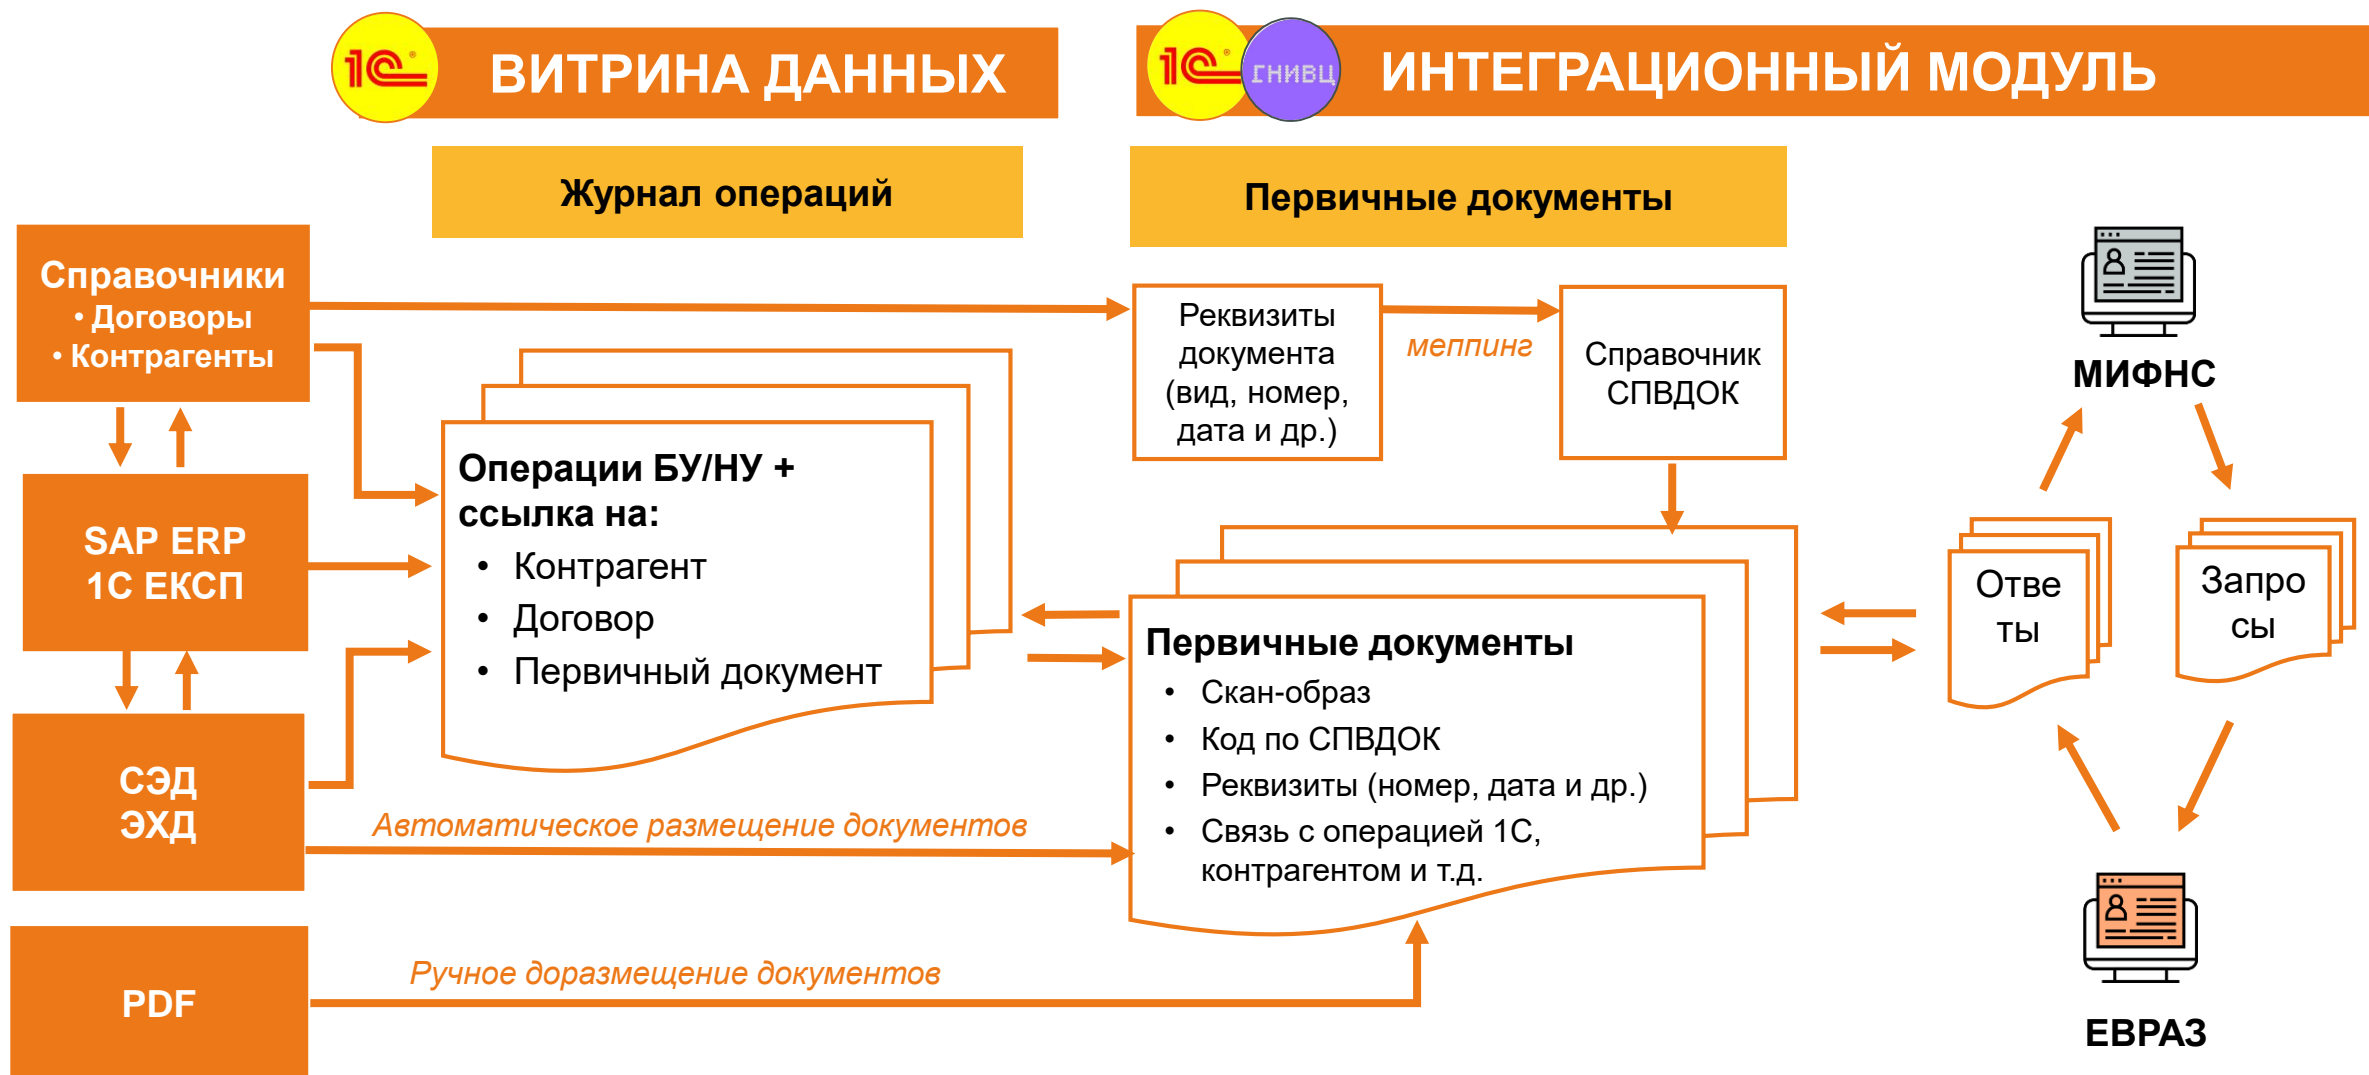 1С
ВИТРИНА ДАННЫХ
1С
ГНИВЦ
ИНТЕГРАЦИОННЫЙ МОДУЛЬ
Журнал операций
Первичные документы
Справочники
• Договоры
• Контрагенты
SAP ERP
1С ЕКСП
СЭД
ЭХД
PDF
Операции БУ/НУ +
ссылка на:
• Контрагент
• Договор
• Первичный документ
Реквизиты
документа
(вид, номер,
дата и др.)
меппинг
Справочник
СПВДОК
Первичные документы
• Скан-образ
• Код по СПВДОК
• Реквизиты (номер, дата и др.)
• Связь с операцией 1С,
контрагентом и т.д.
Автоматическое размещение документов
Ручное доразмещение документов
МИФНС
Отве
ты
Запро
сы
ЕВРАЗ